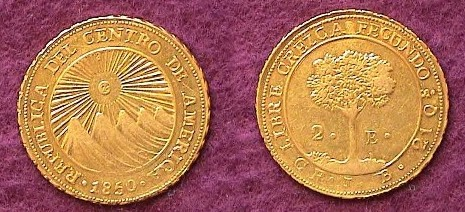 REPUBLICA DEL CENTRO DE AMERICA
· 1850 ·
LIBRE CREZCA FECUNDO
2 · E ·